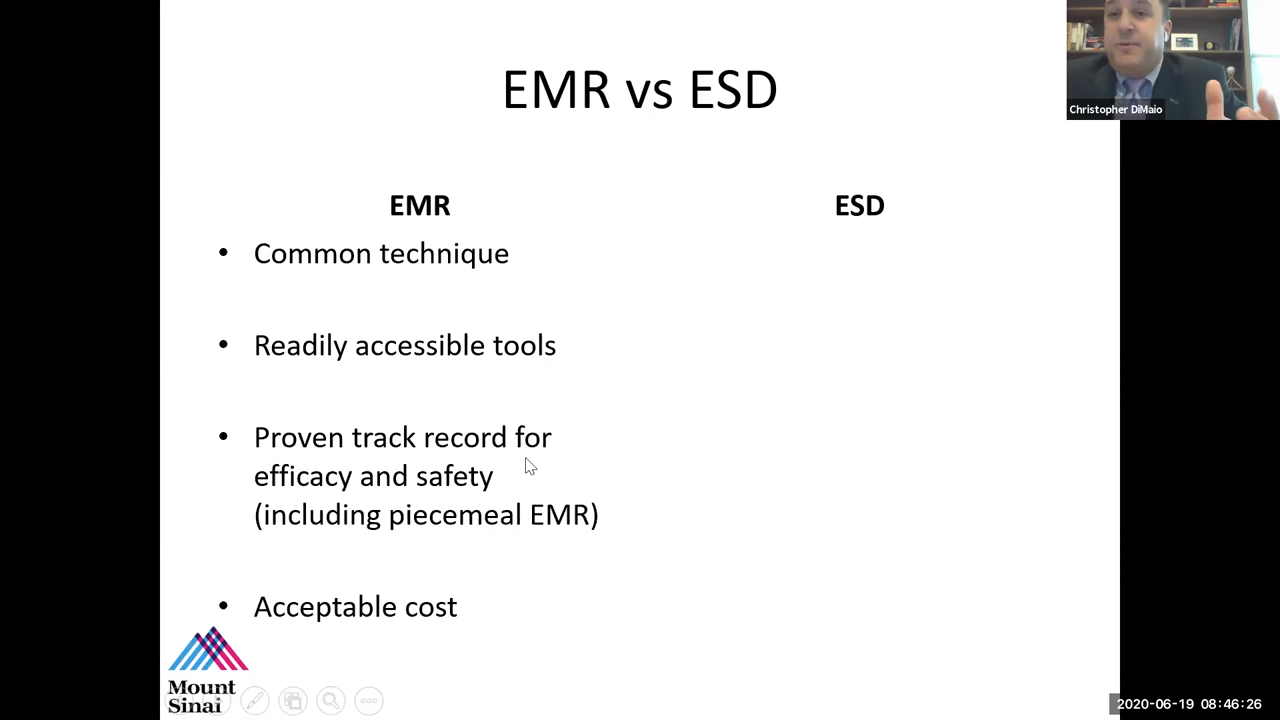 EMR vs ESD
Christopher DiMaio
EMR
ESD
• Common technique
• Readily accessible tools
• Proven track record for
efficacy and safety
(including piecemeal EMR)
• Acceptable cost
Mount
Sinai
2020-06-19 08:46:26